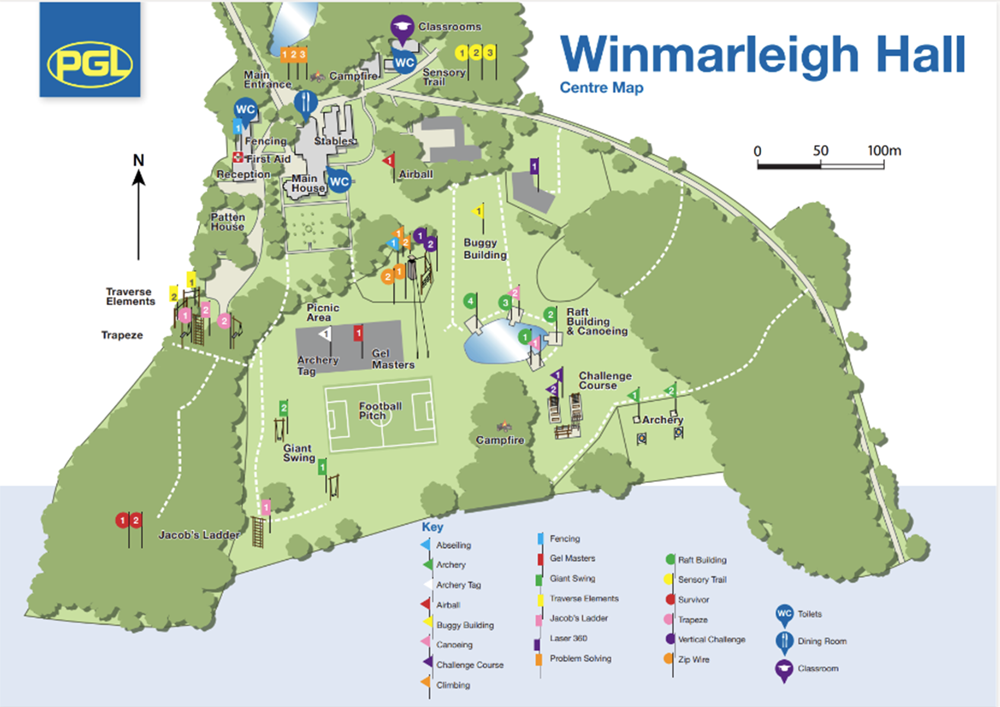 PGL
Winmarleigh Hall
Centre Map
Classrooms
WC
1 2 3
1 2 3
Main
Entrance
Campfire
Sensory
Trail
WC
1
Fencing
Stables
First Aid
Reception
Main
House
WC
1
Airball
1
N
0 50 100m
Patten
House
1
Buggy
Building
1
2
1
1
2
2
1
Traverse
Elements
1
2
1
2
2
Trapeze
Picnic
Area
1
1
Archery
Tag
Gel
Masters
4
3
2
2
1
1
Raft
Building
& Canoeing
1
2
Challenge
Course
1
2
Archery
Football
Pitch
Campfire
2
Giant
Swing
1
1
1 2
Jacob's Ladder
Key
Abseiling
Archery
Archery Tag
Airball
Buggy Building
Canoeing
Challenge Course
Climbing
Fencing
Gel Masters
Giant Swing
Traverse Elements
Jacob's Ladder
Laser 360
Problem Solving
Raft Building
Sensory Trail
Survivor
Trapeze
Vertical Challenge
Zip Wire
WC Toilets
Dining Room
Classroom